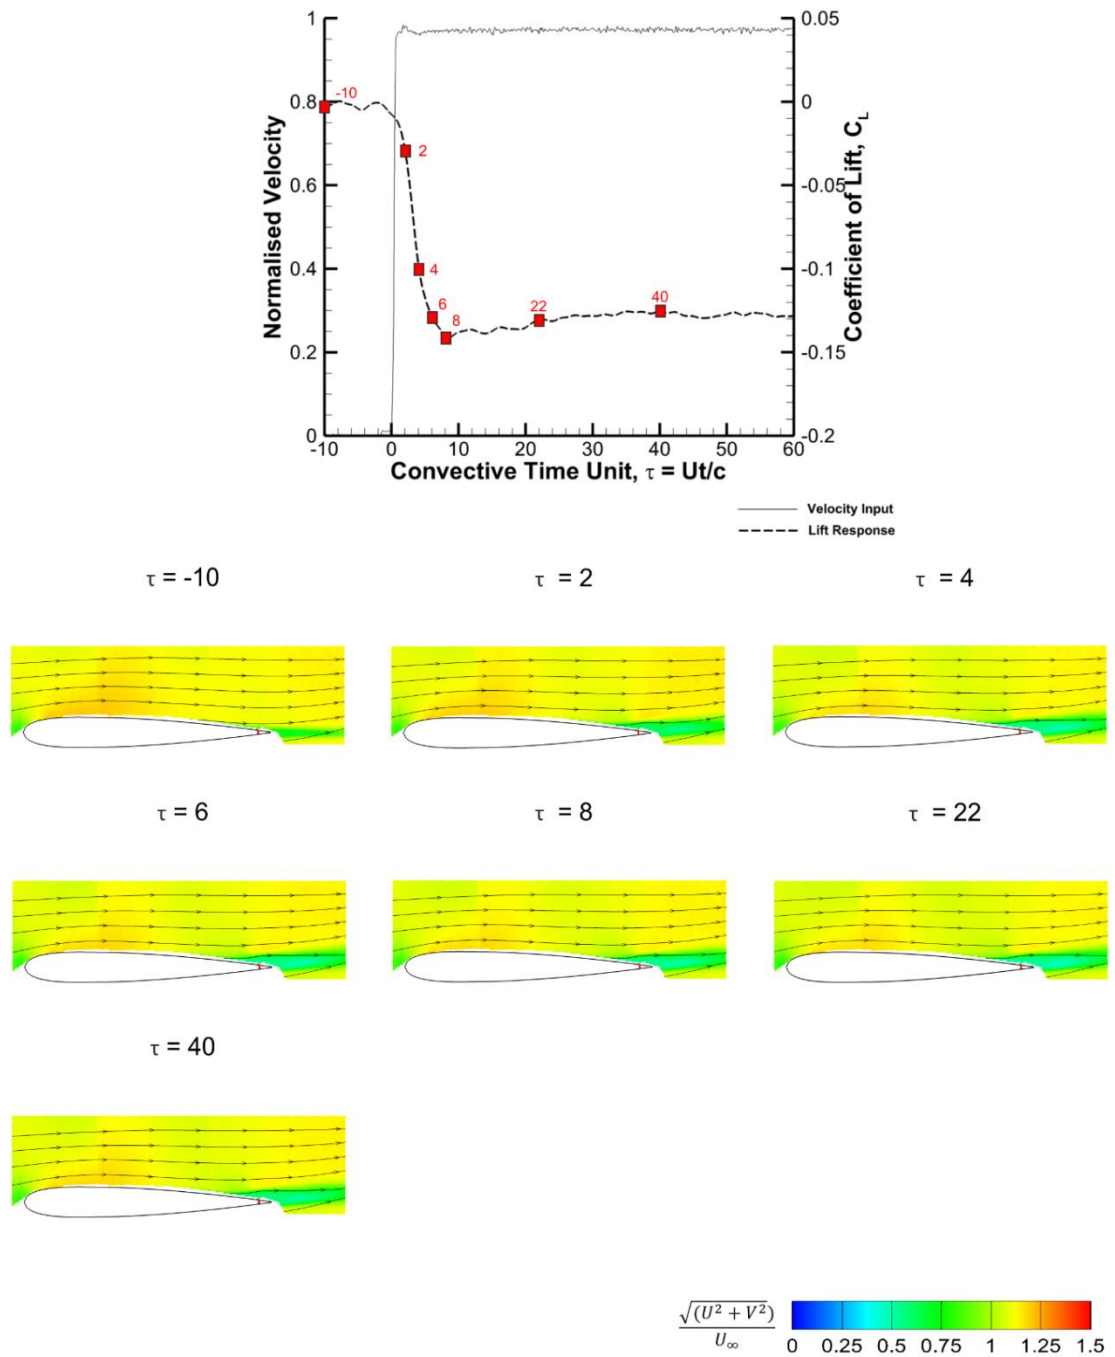 1
0.05
-10
0.8
0
2
0.6
-0.05
Normalised Velocity
Coefficient of Lift, C_L
0.4
4
-0.1
6
8
22
40
0.2
-0.15
0
-0.2
-10 0 10 20 30 40 50 60
Convective Time Unit, τ = Ut/c
Velocity Input
Lift Response
τ = -10
τ = 2
τ = 4
τ = 6
τ = 8
τ = 22
τ = 40
√(U² + V²)
U∞
0 0.25 0.5 0.75 1 1.25 1.5